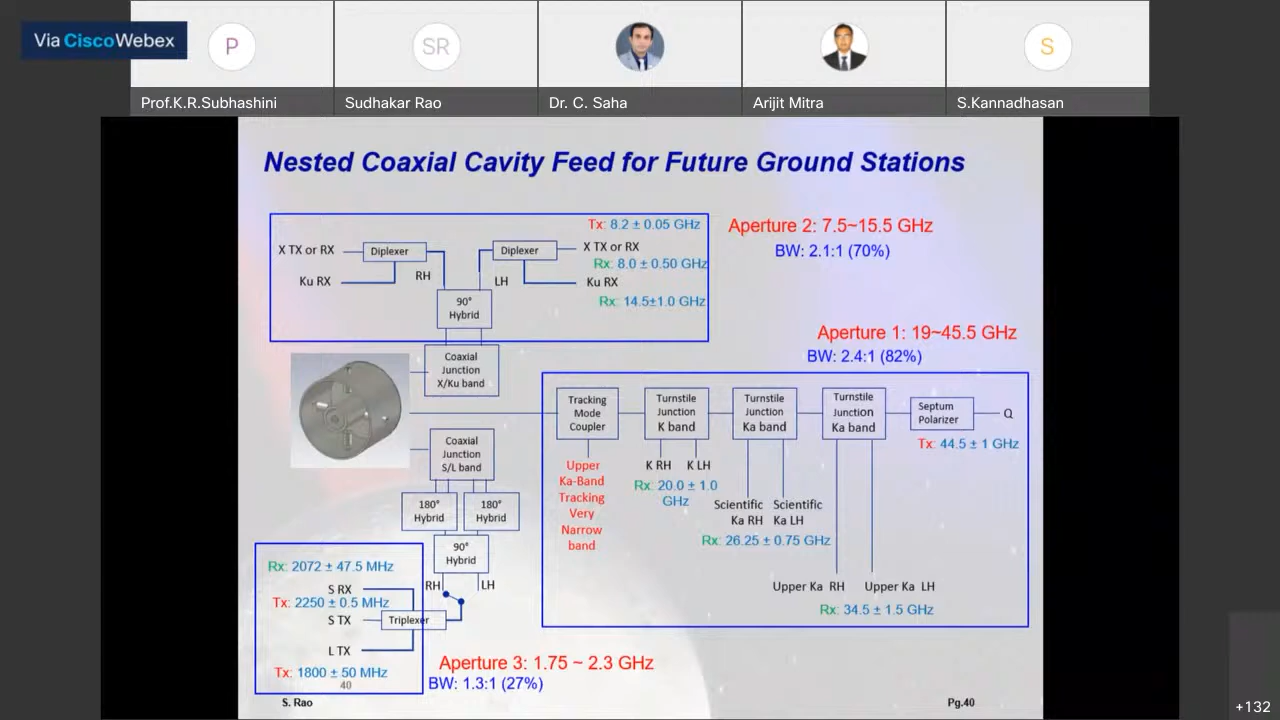 Via CiscoWebex
P
SR
S
Prof.K.R.Subhashini
Sudhakar Rao
Dr. C. Saha
Arijit Mitra
S.Kannadhasan
Nested Coaxial Cavity Feed for Future Ground Stations
Tx: 8.2 ± 0.05 GHz
X TX or RX
Diplexer
Diplexer
X TX or RX
Rx: 8.0 ± 0.50 GHz
Ku RX
RH
LH
Ku RX
Rx: 14.5±1.0 GHz
90°
Hybrid
Aperture 2: 7.5~15.5 GHz
BW: 2.1:1 (70%)
Aperture 1: 19~45.5 GHz
BW: 2.4:1 (82%)
Coaxial
Junction
X/Ku band
Tracking
Mode
Coupler
Turnstile
Junction
K band
Turnstile
Junction
Ka band
Turnstile
Junction
Ka band
Septum
Polarizer
Q
Tx: 44.5 ± 1 GHz
Upper
Ka-Band
Tracking
Very
Narrow
band
K RH
K LH
Rx: 20.0 ± 1.0
GHz
Scientific
Ka RH
Scientific
Ka LH
Rx: 26.25 ± 0.75 GHz
Upper Ka RH
Upper Ka LH
Rx: 34.5 ± 1.5 GHz
Coaxial
Junction
S/L band
180°
Hybrid
180°
Hybrid
90°
Hybrid
RH
LH
Rx: 2072 ± 47.5 MHz
S RX
Tx: 2250 ± 0.5 MHz
S TX
Triplexer
L TX
Tx: 1800 ± 50 MHz
40
Aperture 3: 1.75 ~ 2.3 GHz
BW: 1.3:1 (27%)
S. Rao
Pg.40
+132